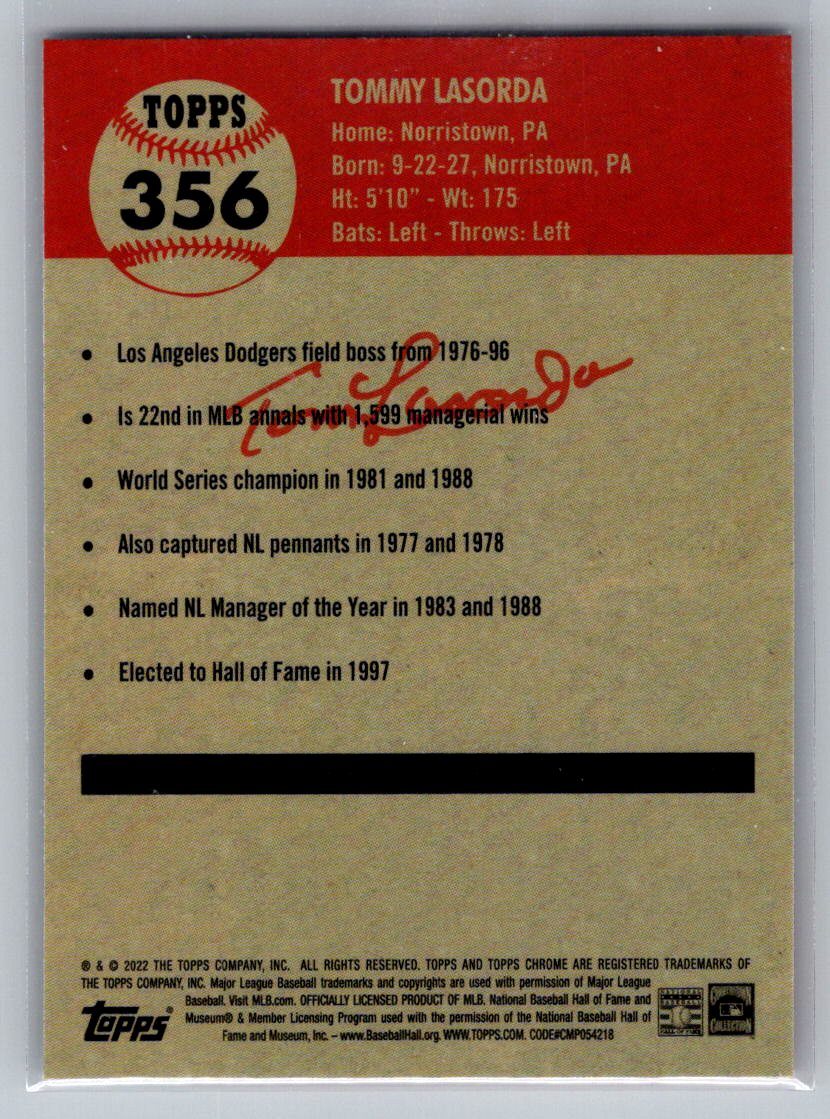 TOPPS
356
TOMMY LASORDA
Home: Norristown, PA
Born: 9-22-27, Norristown, PA
Ht: 5'10" - Wt: 175
Bats: Left - Throws: Left
• Los Angeles Dodgers field boss from 1976-96
Tom Lasorda
• Is 22nd in MLB annals with 1,599 managerial wins
• World Series champion in 1981 and 1988
• Also captured NL pennants in 1977 and 1978
• Named NL Manager of the Year in 1983 and 1988
• Elected to Hall of Fame in 1997
® & © 2022 THE TOPPS COMPANY, INC. ALL RIGHTS RESERVED. TOPPS AND TOPPS CHROME ARE REGISTERED TRADEMARKS OF
THE TOPPS COMPANY, INC. Major League Baseball trademarks and copyrights are used with permission of Major League
Baseball. Visit MLB.com. OFFICIALLY LICENSED PRODUCT OF MLB. National Baseball Hall of Fame and
Museum® & Member Licensing Program used with the permission of the National Baseball Hall of
Fame and Museum, Inc. – www.BaseballHall.org. WWW.TOPPS.COM. CODE#CMP054218
topps
HALL OF FAME
COOPERSTOWN
COLLECTION